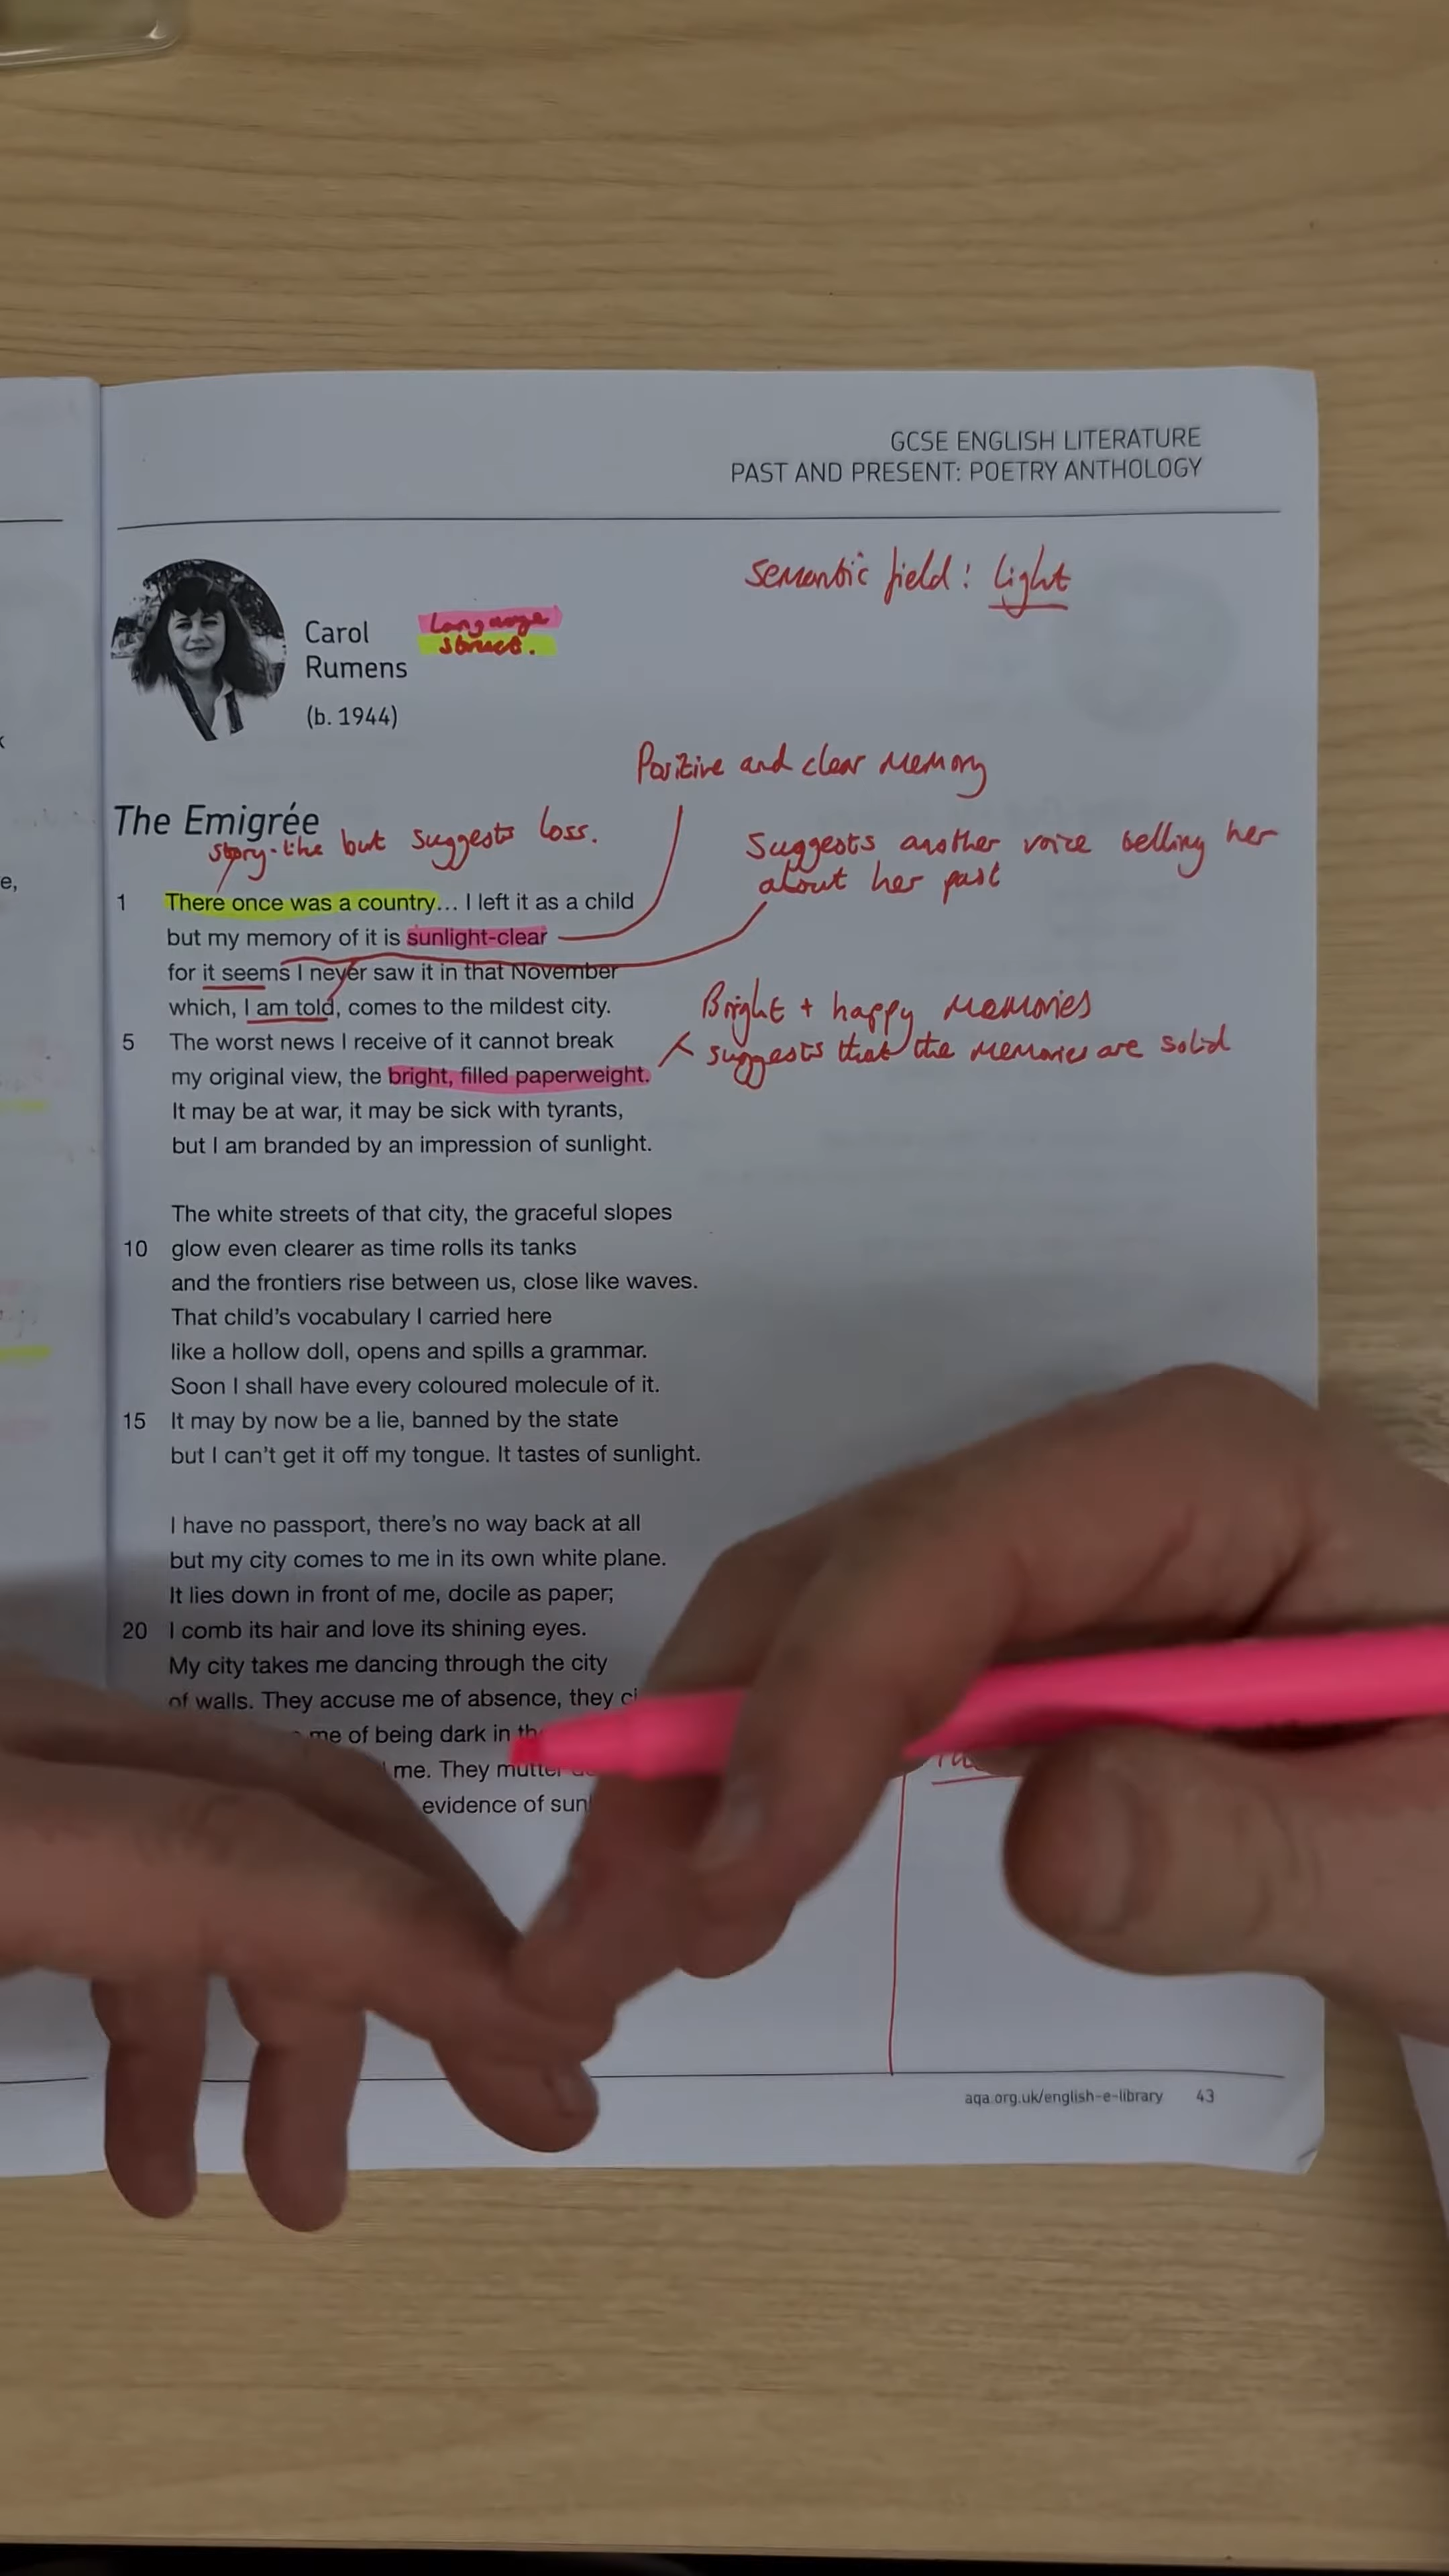 GCSE ENGLISH LITERATURE
PAST AND PRESENT: POETRY ANTHOLOGY
Semantic field: Light
Carol
Rumens
(b. 1944)
Language
struct.
Positive and clear memory
The Emigrée
story-like but suggests loss.
Suggests another voice telling her
about her past
e,
1 There once was a country... I left it as a child
but my memory of it is sunlight-clear
for it seems I never saw it in that November
which, I am told, comes to the mildest city.
Bright + happy memories
suggests that the memories are solid
5 The worst news I receive of it cannot break
my original view, the bright, filled paperweight.
It may be at war, it may be sick with tyrants,
but I am branded by an impression of sunlight.
The white streets of that city, the graceful slopes
10 glow even clearer as time rolls its tanks
and the frontiers rise between us, close like waves.
That child's vocabulary I carried here
like a hollow doll, opens and spills a grammar.
Soon I shall have every coloured molecule of it.
15 It may by now be a lie, banned by the state
but I can't get it off my tongue. It tastes of sunlight.
I have no passport, there's no way back at all
but my city comes to me in its own white plane.
It lies down in front of me, docile as paper;
20 I comb its hair and love its shining eyes.
My city takes me dancing through the city
of walls. They accuse me of absence, they
me of being dark in
me. They mutter
evidence of
aqa.org.uk/english-e-library 43